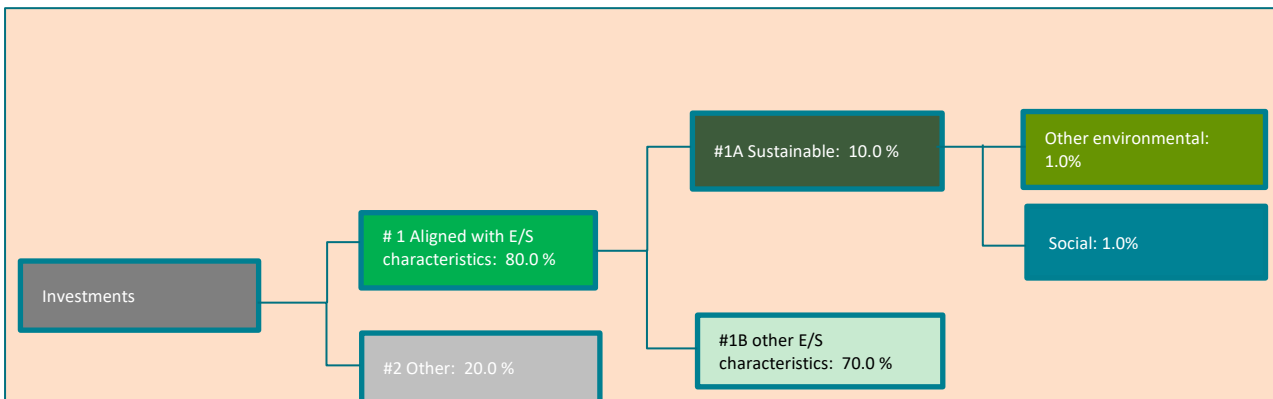 #1A Sustainable: 10.0 %
Other environmental:
1.0%
# 1 Aligned with E/S
characteristics: 80.0 %
Social: 1.0%
Investments
#1B other E/S
characteristics: 70.0 %
#2 Other: 20.0 %